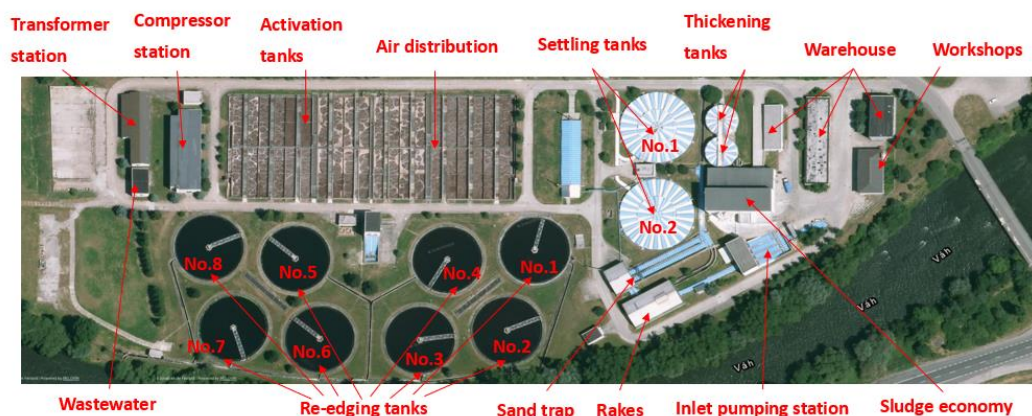 Transformer
station
Compressor
station
Activation
tanks
Air distribution
Settling tanks
Thickening
tanks
Warehouse
Workshops
No.1
No.2
No.8
No.5
No.4
No.1
No.7
No.6
No.3
No.2
Váh
Váh
Váh
Wastewater
Re-edging tanks
Sand trap
Rakes
Inlet pumping station
Sludge economy